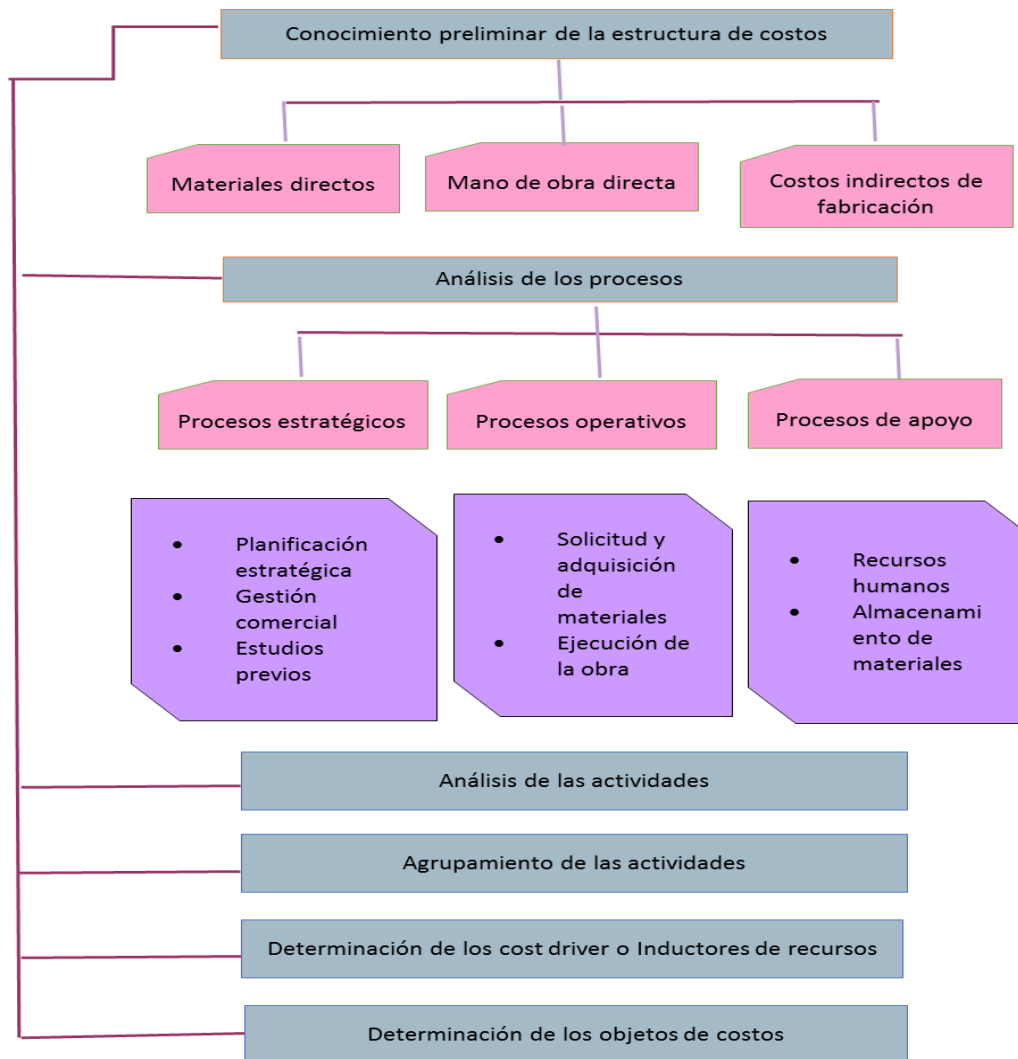 Conocimiento preliminar de la estructura de costos
Materiales directos
Mano de obra directa
Costos indirectos de
fabricación
Análisis de los procesos
Procesos estratégicos
Procesos operativos
Procesos de apoyo
• Planificación
estratégica
• Gestión
comercial
• Estudios
previos
• Solicitud y
adquisición
de
materiales
• Ejecución de
la obra
• Recursos
humanos
• Almacenami
ento de
materiales
Análisis de las actividades
Agrupamiento de las actividades
Determinación de los cost driver o Inductores de recursos
Determinación de los objetos de costos